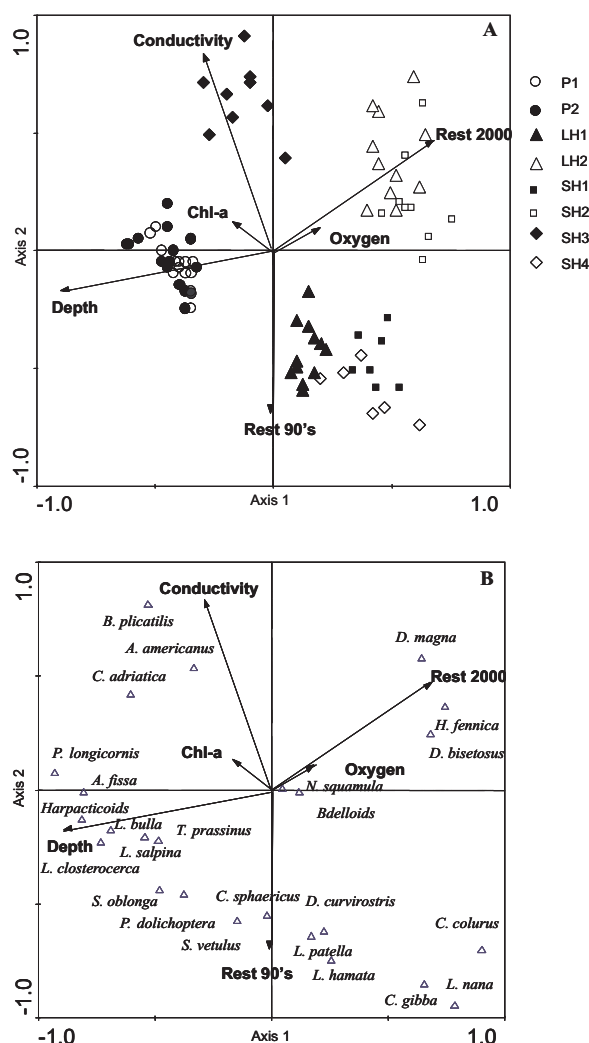 A
1.0
Conductivity
Rest 2000
Chl-a
Oxygen
Axis 2
Depth
Rest 90's
-1.0
-1.0
Axis 1
1.0
P1
P2
LH1
LH2
SH1
SH2
SH3
SH4
B
1.0
Conductivity
B. plicatilis
A. americanus
D. magna
C. adriatica
Rest 2000
H. fennica
P. longicornis
Chl-a
D. bisetosus
A. fissa
Oxygen
Axis 2
N. squamula
Harpacticoids
Bdelloids
L. bulla
T. prassinus
Depth
L. salpina
L. closterocerca
S. oblonga
C. sphaericus
D. curvirostris
P. dolichoptera
C. colurus
S. vetulus
L. patella
Rest 90's
L. hamata
L. nana
C. gibba
-1.0
-1.0
Axis 1
1.0